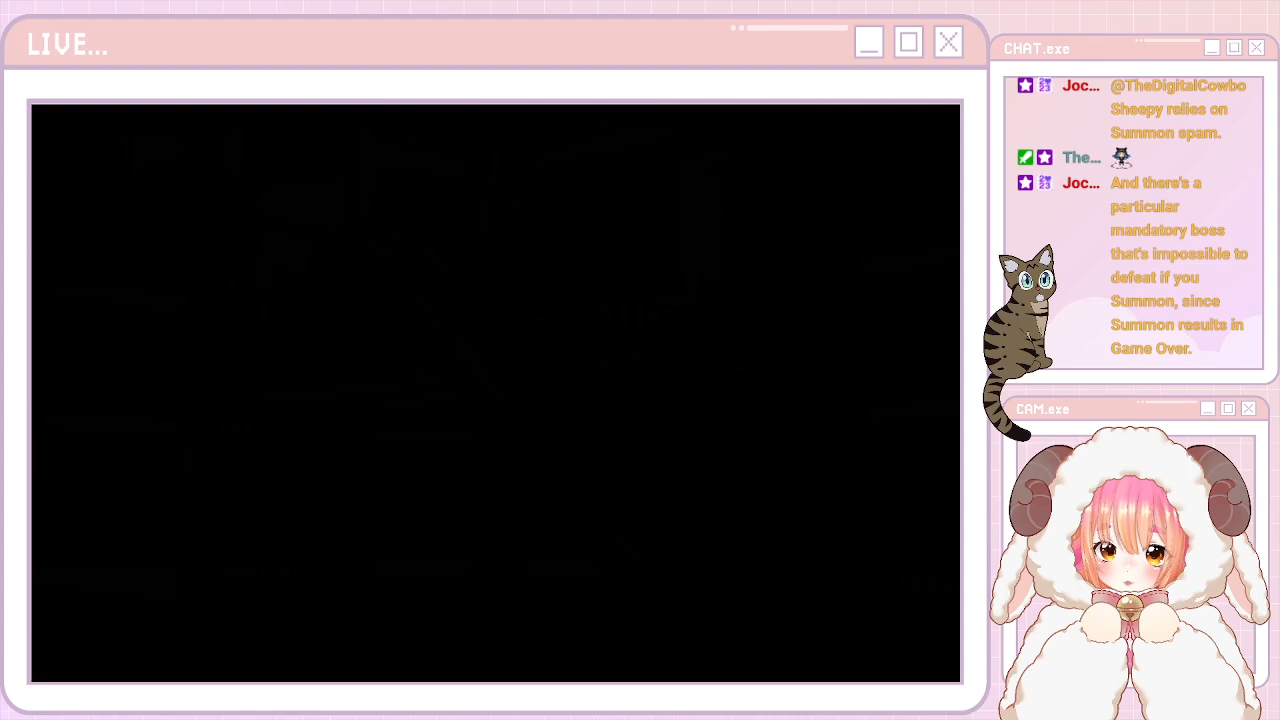 LIVE...
CHAT.exe
Joc... @TheDigitalCowbo
Sheepy relies on
Summon spam.
The...
Joc... And there's a
particular
mandatory boss
that's impossible to
defeat if you
Summon, since
Summon results in
Game Over.
CAM.exe